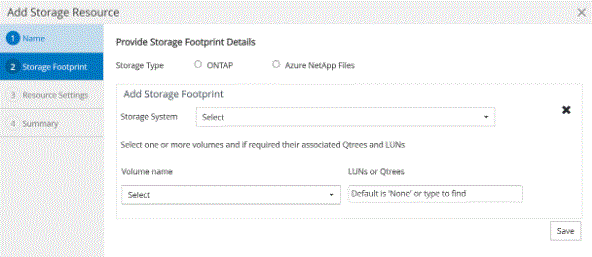 Add Storage Resource
1 Name
2 Storage Footprint
3 Resource Settings
4 Summary
Provide Storage Footprint Details
Storage Type ONTAP Azure NetApp Files
Add Storage Footprint
Storage System Select
Select one or more volumes and if required their associated Qtrees and LUNs
Volume name LUNs or Qtrees
Select Default is 'None' or type to find
Save